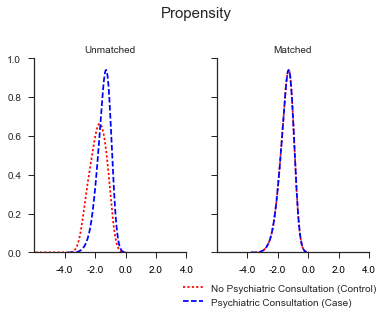 Propensity
Unmatched
Matched
1.0
0.8
0.6
0.4
0.2
0.0
-4.0 -2.0 0.0 2.0 4.0
-4.0 -2.0 0.0 2.0 4.0
No Psychiatric Consultation (Control)
Psychiatric Consultation (Case)